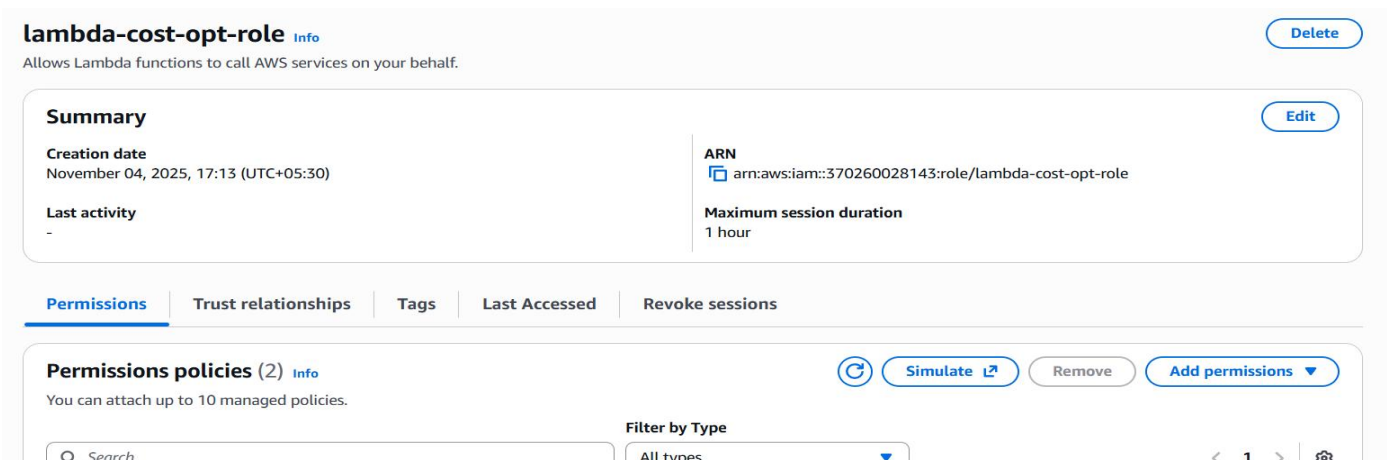 lambda-cost-opt-role Info
Delete
Allows Lambda functions to call AWS services on your behalf.
Summary
Edit
Creation date
November 04, 2025, 17:13 (UTC+05:30)
ARN
arn:aws:iam::370260028143:role/lambda-cost-opt-role
Last activity
-
Maximum session duration
1 hour
Permissions
Trust relationships
Tags
Last Accessed
Revoke sessions
Permissions policies (2) Info
Simulate
Remove
Add permissions
You can attach up to 10 managed policies.
Filter by Type
Search
All types
1